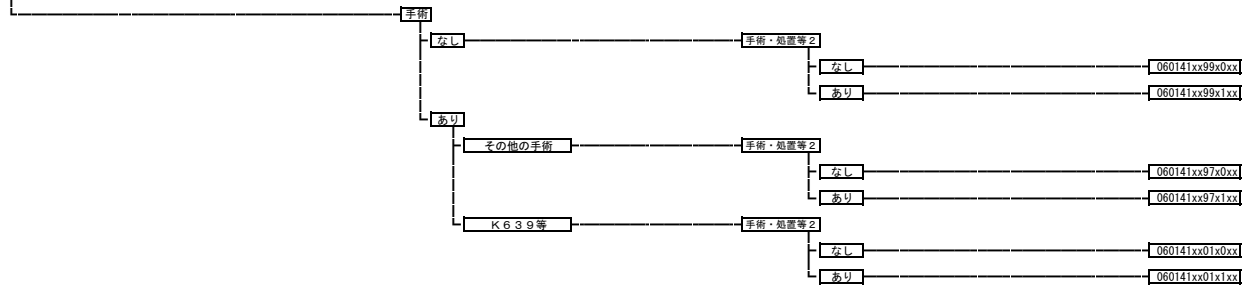 手術
なし 手術・処置等2
なし 060141xx99x0xx
あり 060141xx99x1xx
あり
その他の手術 手術・処置等2
なし 060141xx97x0xx
あり 060141xx97x1xx
K639等 手術・処置等2
なし 060141xx01x0xx
あり 060141xx01x1xx